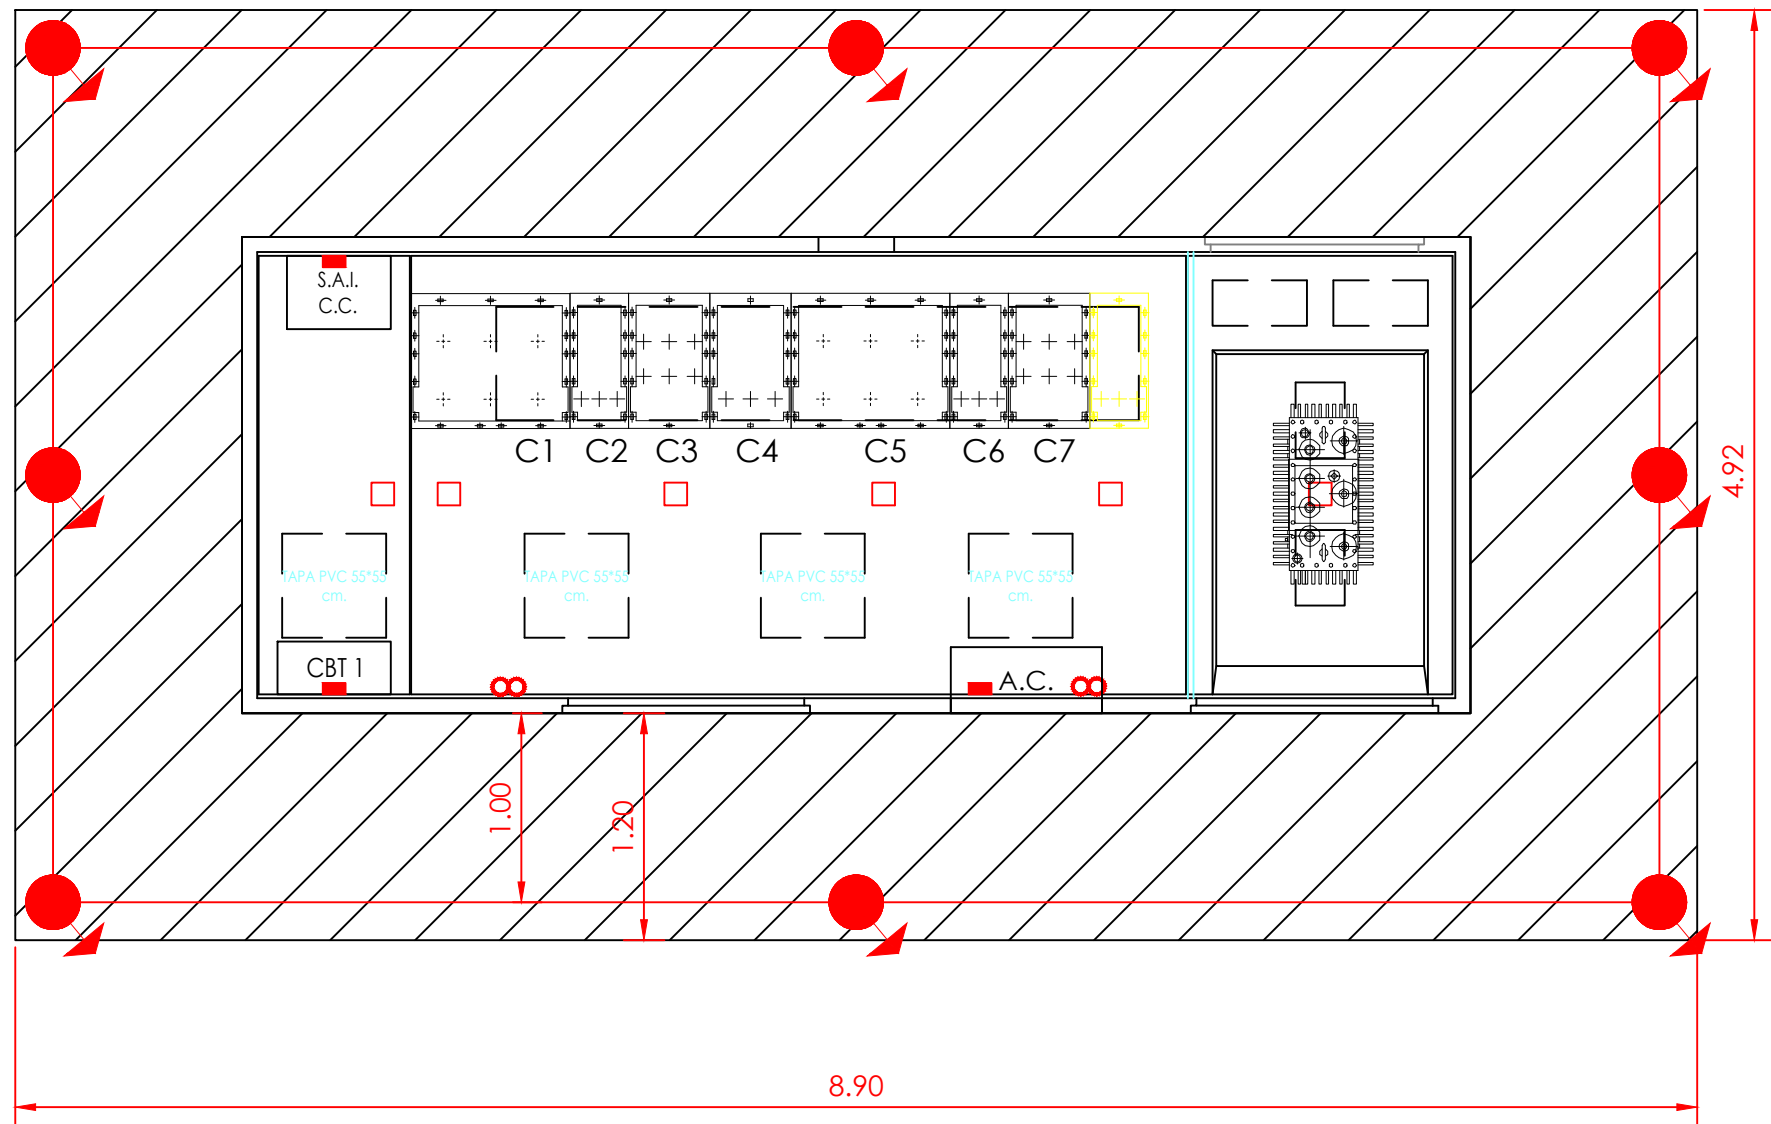 S.A.I.
C.C.
C1 C2 C3 C4 C5 C6 C7
4.92
TAPA PVC 55*55
cm.
TAPA PVC 55*55
cm.
TAPA PVC 55*55
cm.
TAPA PVC 55*55
cm.
CBT 1
A.C.
1.00
1.20
8.90